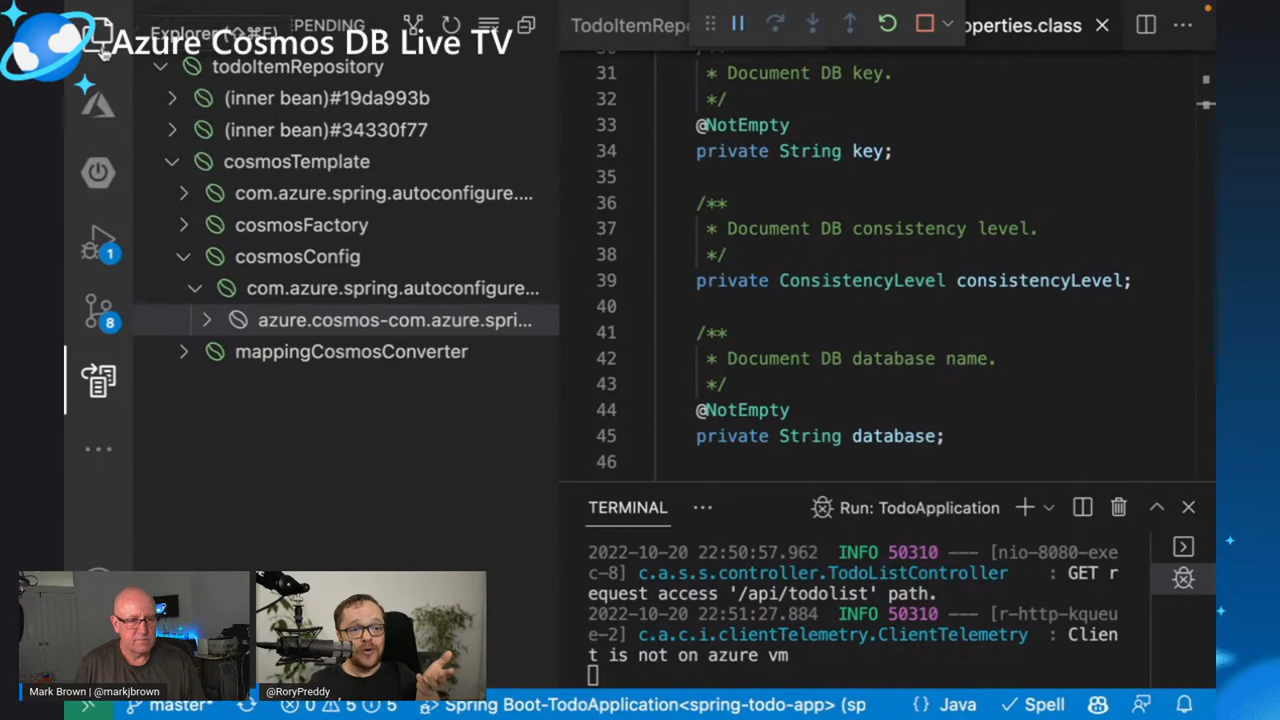 Explorer (⇧⌘E)
PENDING
Azure Cosmos DB Live TV
todoItemRepository
(inner bean)#19da993b
(inner bean)#34330f77
cosmosTemplate
com.azure.spring.autoconfigure....
cosmosFactory
cosmosConfig
com.azure.spring.autoconfigure...
azure.cosmos-com.azure.spri...
mappingCosmosConverter
1
8
TodoItemRepo
operties.class
31 * Document DB key.
32 */
33 @NotEmpty
34 private String key;
35
36 /**
37 * Document DB consistency level.
38 */
39 private ConsistencyLevel consistencyLevel;
40
41 /**
42 * Document DB database name.
43 */
44 @NotEmpty
45 private String database;
46
TERMINAL ... Run: TodoApplication
2022-10-20 22:50:57.962 INFO 50310 --- [nio-8080-exe
c-8] c.a.s.s.controller.TodoListController : GET r
equest access '/api/todolist' path.
2022-10-20 22:51:27.884 INFO 50310 --- [r-http-kqueu
e-2] c.a.c.i.clientTelemetry.ClientTelemetry : Clien
t is not on azure vm
Mark Brown | @markjbrown
@RoryPreddy
master* 0 5 5 Spring Boot-TodoApplication<spring-todo-app> (sp {} Java Spell